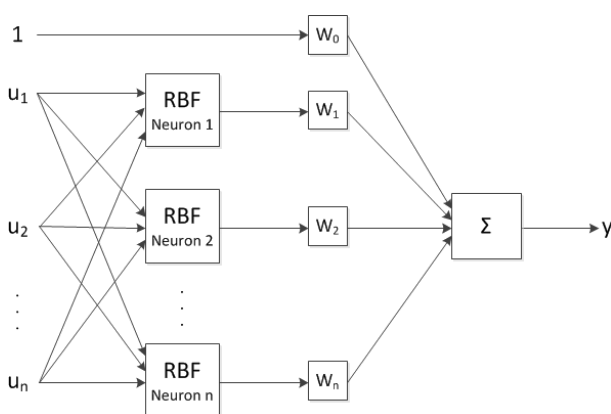 1
W₀
u₁
RBF
Neuron 1
W₁
u₂
RBF
Neuron 2
W₂
Σ
y
. . .
. . .
uₙ
RBF
Neuron n
Wₙ